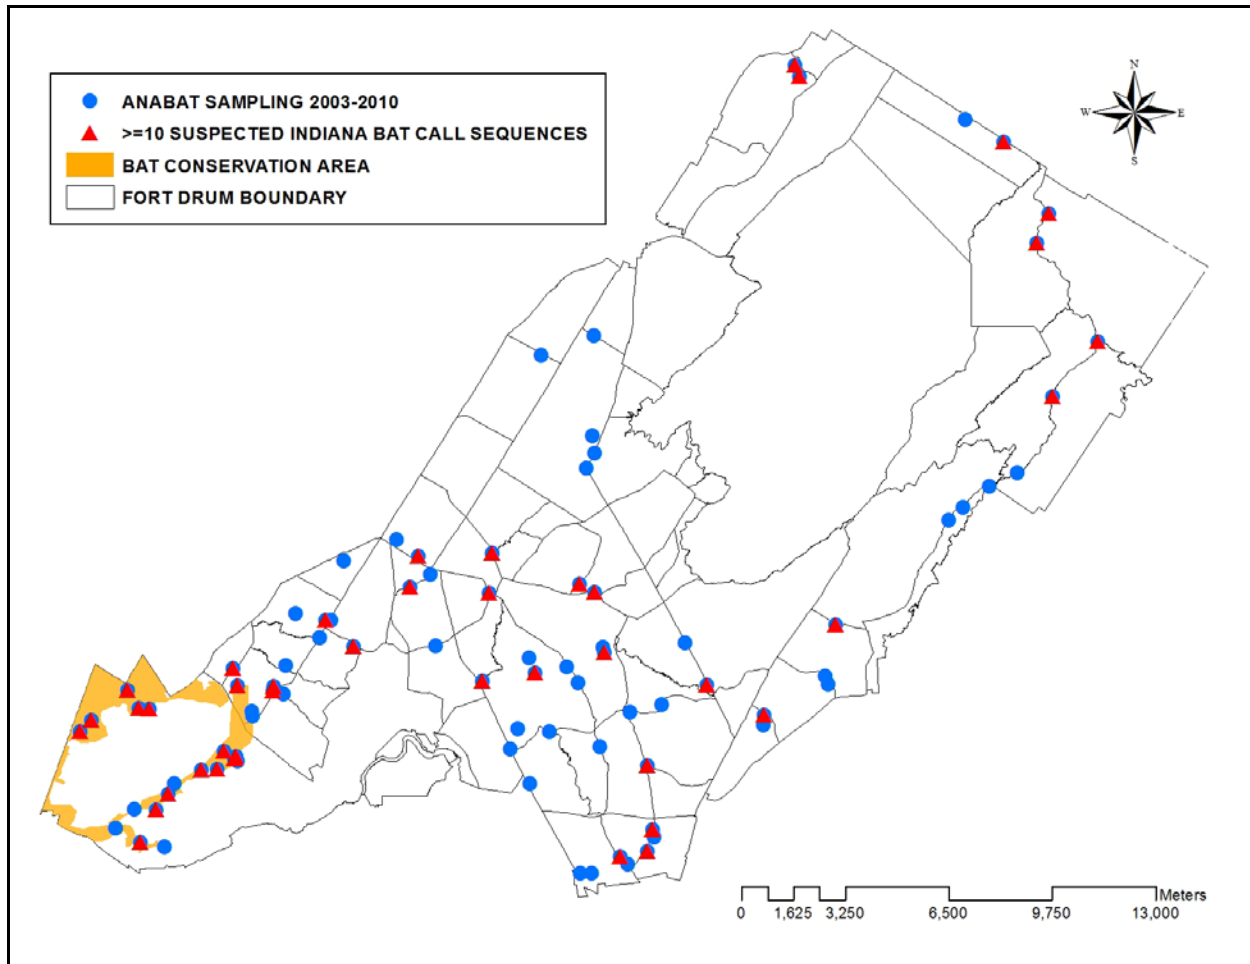 ANABAT SAMPLING 2003-2010
>=10 SUSPECTED INDIANA BAT CALL SEQUENCES
BAT CONSERVATION AREA
FORT DRUM BOUNDARY
N
W E
S
Meters
0 1,625 3,250 6,500 9,750 13,000